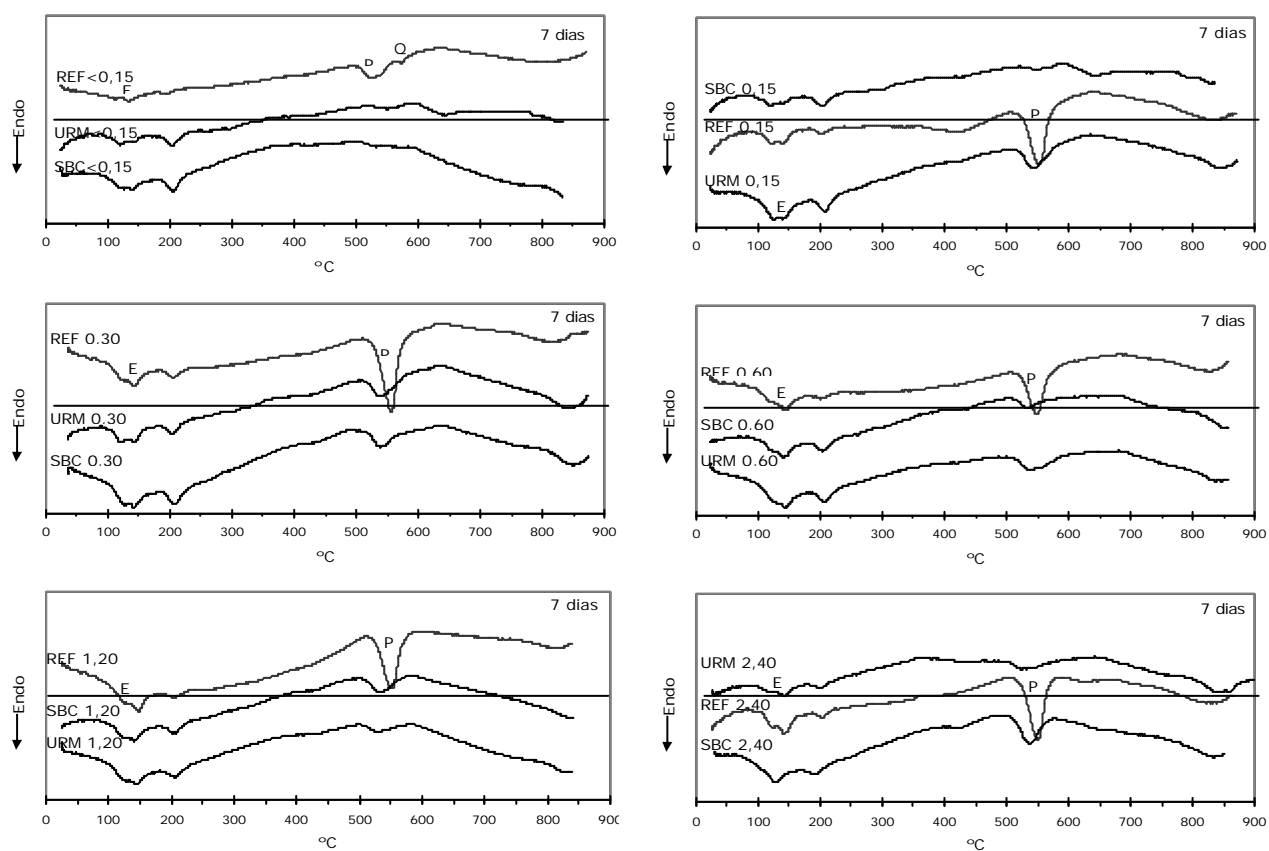 7 dias
Q
P
REF<0,15
E
URM<0,15
SBC<0,15
Endo
0 100 200 300 400 500 600 700 800 900
ºC
7 dias
SBC 0,15
P
REF 0,15
URM 0,15
E
Endo
0 100 200 300 400 500 600 700 800 900
ºC
7 dias
REF 0.30
P
E
URM 0.30
SBC 0.30
Endo
0 100 200 300 400 500 600 700 800 900
ºC
7 dias
REF 0.60
P
E
SBC 0.60
URM 0.60
Endo
0 100 200 300 400 500 600 700 800 900
ºC
7 dias
P
REF 1,20
E
SBC 1,20
URM 1,20
Endo
0 100 200 300 400 500 600 700 800 900
ºC
7 dias
URM 2,40
E
P
REF 2,40
SBC 2,40
Endo
0 100 200 300 400 500 600 700 800 900
ºC